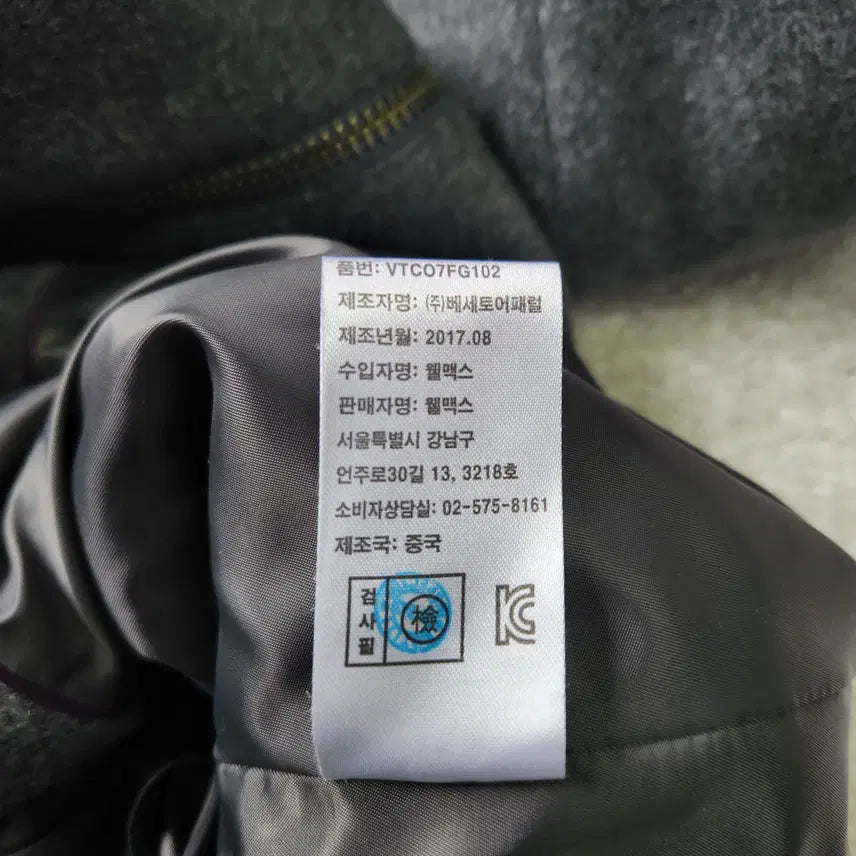 품번: VTCO7FG102
제조자명: (주)베세토어패럴
제조년월: 2017.08
수입자명: 웰맥스
판매자명: 웰맥스
서울특별시 강남구
언주로30길 13, 3218호
소비자상담실: 02-575-8161
제조국: 중국
검사필
檢
KC